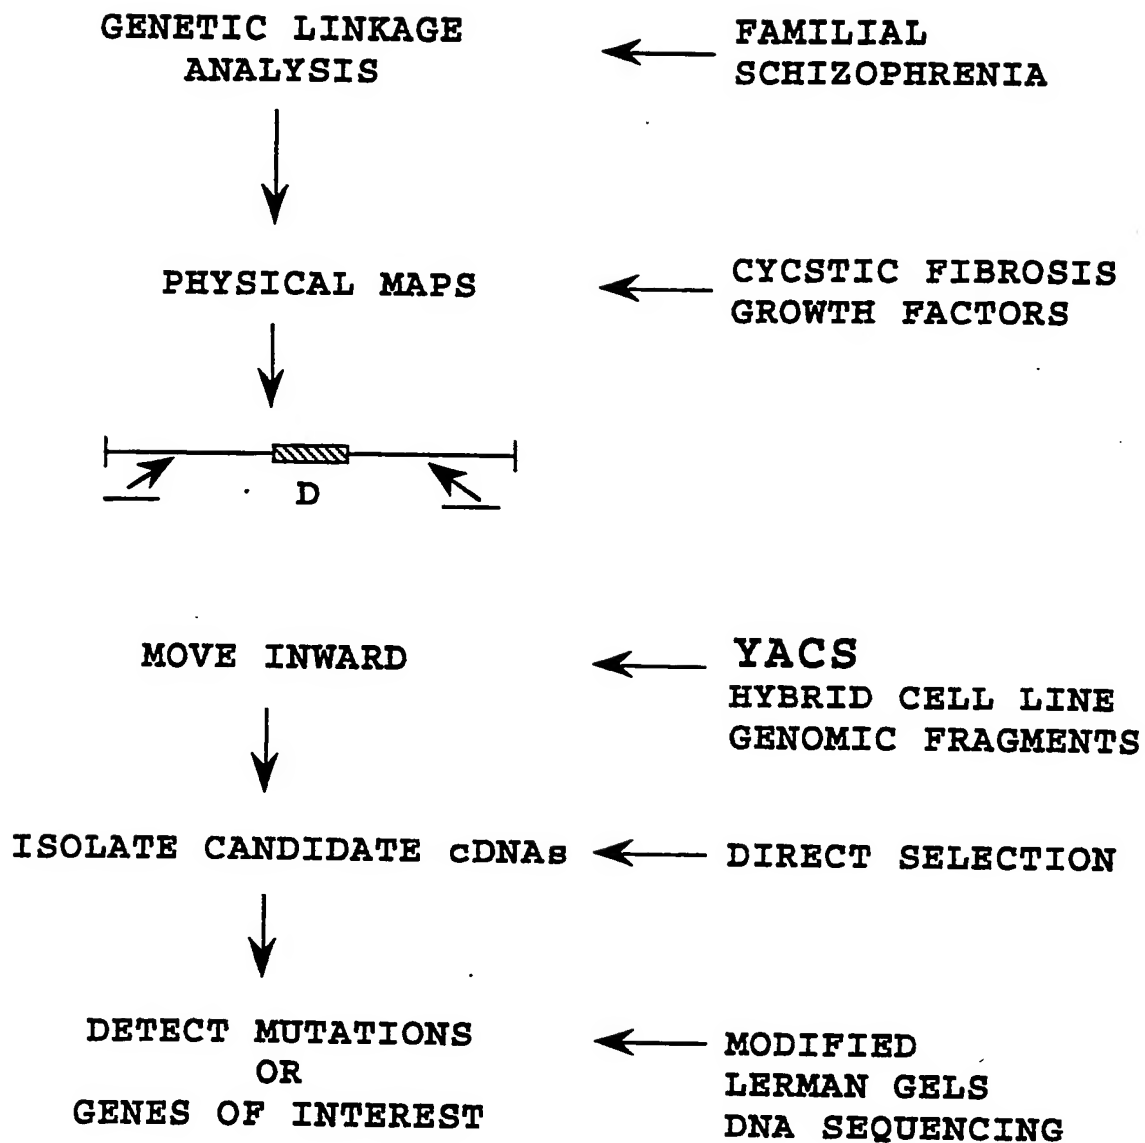 GENETIC LINKAGE
ANALYSIS
FAMILIAL
SCHIZOPHRENIA
PHYSICAL MAPS
CYCSTIC FIBROSIS
GROWTH FACTORS
D
MOVE INWARD
YACS
HYBRID CELL LINE
GENOMIC FRAGMENTS
ISOLATE CANDIDATE cDNAs
DIRECT SELECTION
DETECT MUTATIONS
OR
GENES OF INTEREST
MODIFIED
LERMAN GELS
DNA SEQUENCING